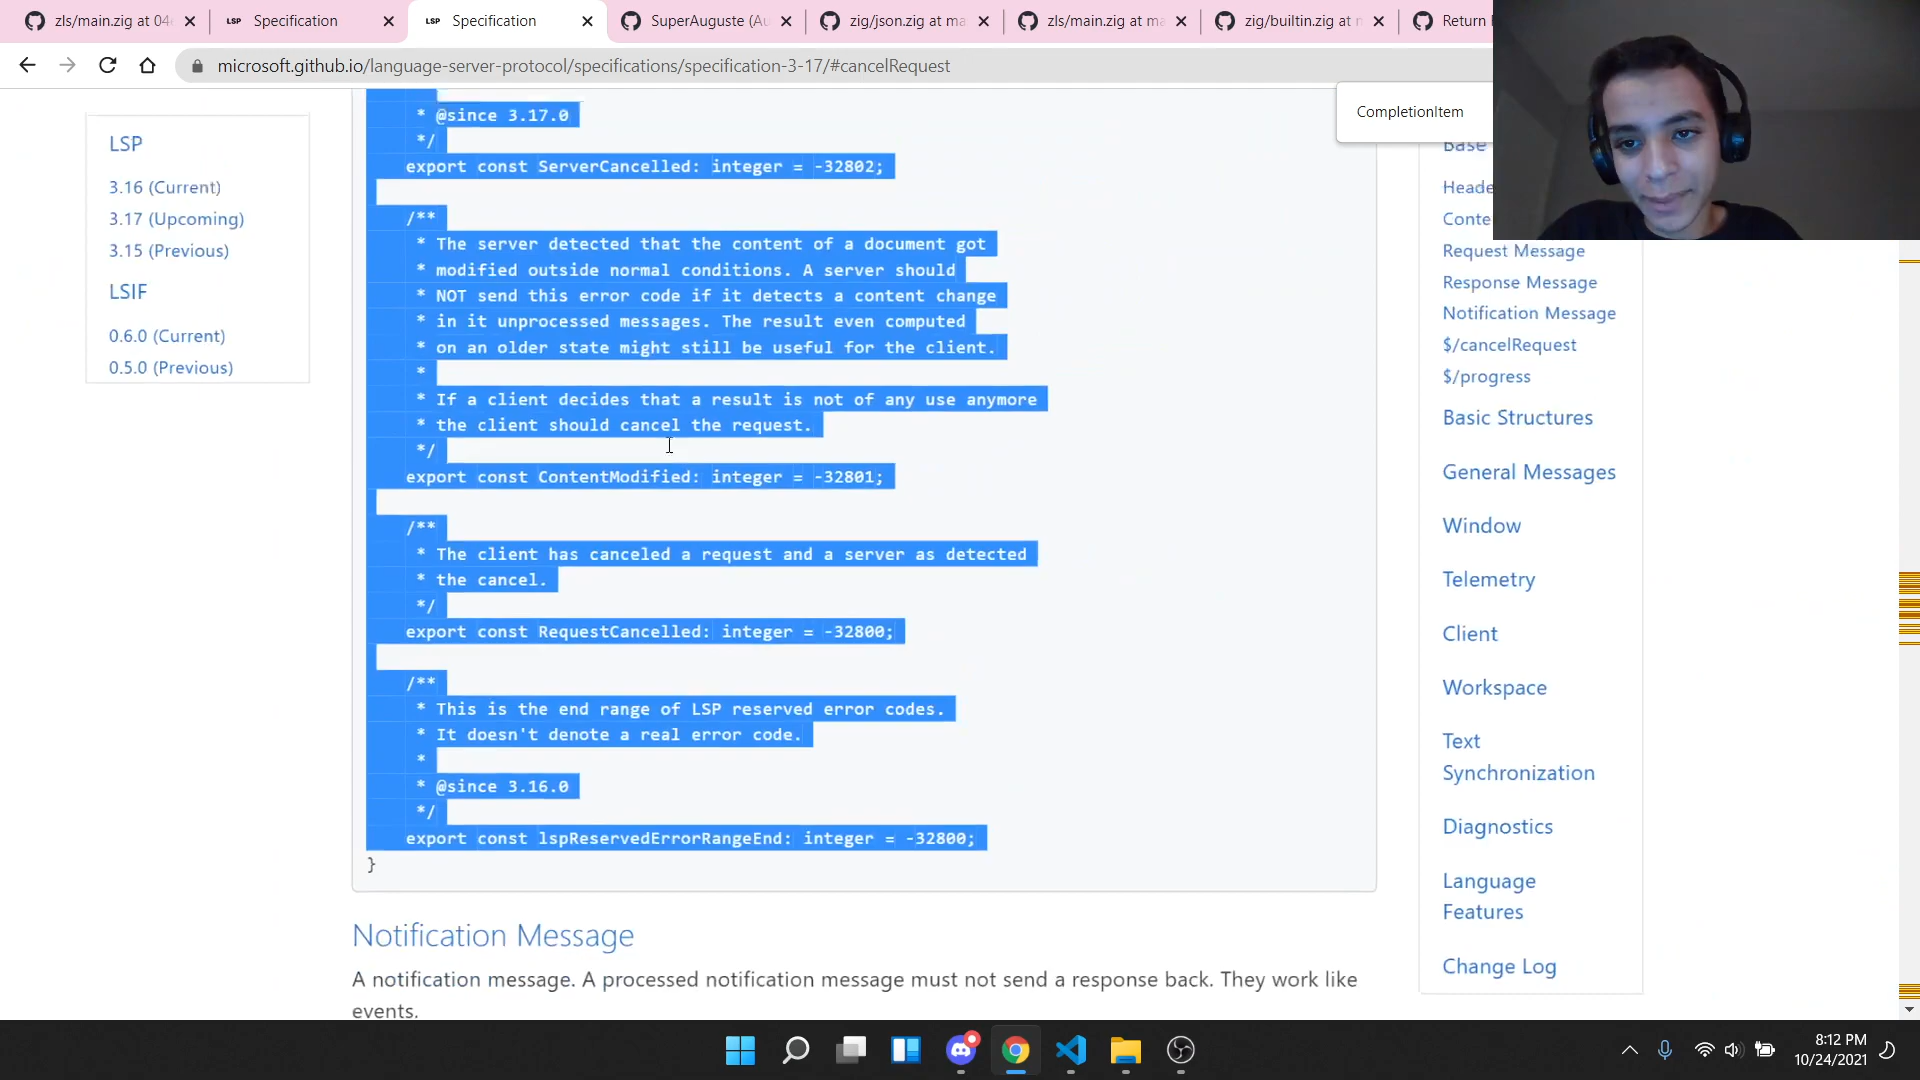 zls/main.zig at 04
LSP Specification
LSP Specification
SuperAuguste (Au
zig/json.zig at ma
zls/main.zig at ma
zig/builtin.zig at
Return
microsoft.github.io/language-server-protocol/specifications/specification-3-17/#cancelRequest
CompletionItem
LSP
3.16 (Current)
3.17 (Upcoming)
3.15 (Previous)
LSIF
0.6.0 (Current)
0.5.0 (Previous)
* @since 3.17.0
*/
export const ServerCancelled: integer = -32802;
/**
* The server detected that the content of a document got
* modified outside normal conditions. A server should
* NOT send this error code if it detects a content change
* in it unprocessed messages. The result even computed
* on an older state might still be useful for the client.
*
* If a client decides that a result is not of any use anymore
* the client should cancel the request.
*/
export const ContentModified: integer = -32801;
/**
* The client has canceled a request and a server as detected
* the cancel.
*/
export const RequestCancelled: integer = -32800;
/**
* This is the end range of LSP reserved error codes.
* It doesn't denote a real error code.
*
* @since 3.16.0
*/
export const lspReservedErrorRangeEnd: integer = -32800;
}
Notification Message
A notification message. A processed notification message must not send a response back. They work like
events.
Base
Heade
Conte
Request Message
Response Message
Notification Message
$/cancelRequest
$/progress
Basic Structures
General Messages
Window
Telemetry
Client
Workspace
Text
Synchronization
Diagnostics
Language
Features
Change Log
8:12 PM
10/24/2021